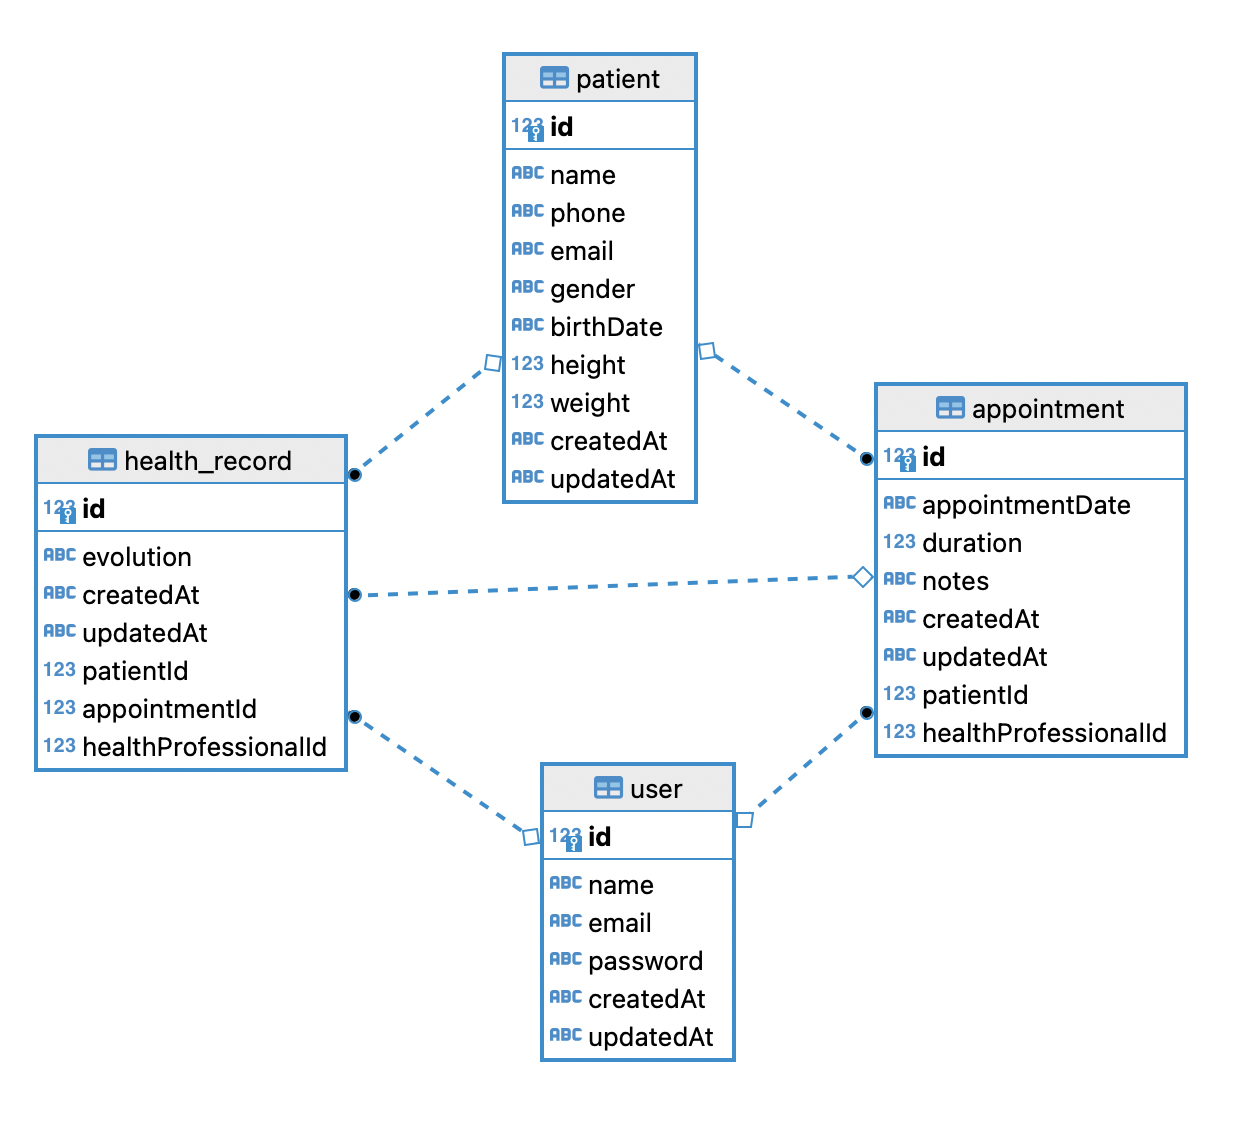 patient
123 id
ABC name
ABC phone
ABC email
ABC gender
ABC birthDate
123 height
123 weight
ABC createdAt
ABC updatedAt
appointment
123 id
ABC appointmentDate
123 duration
ABC notes
ABC createdAt
ABC updatedAt
123 patientId
123 healthProfessionalId
health_record
123 id
ABC evolution
ABC createdAt
ABC updatedAt
123 patientId
123 appointmentId
123 healthProfessionalId
user
123 id
ABC name
ABC email
ABC password
ABC createdAt
ABC updatedAt